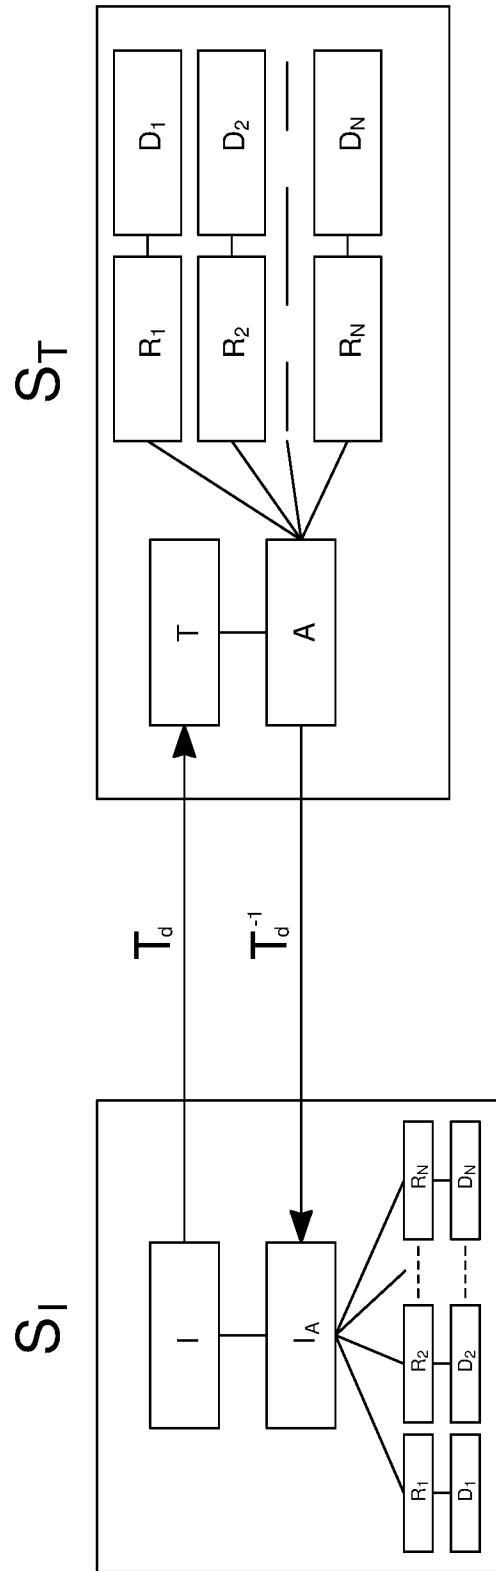 S_I
S_T
T_d
T_d^-1
I
I_A
R_1
R_2
R_N
D_1
D_2
D_N
T
A
R_1
D_1
R_2
D_2
R_N
D_N